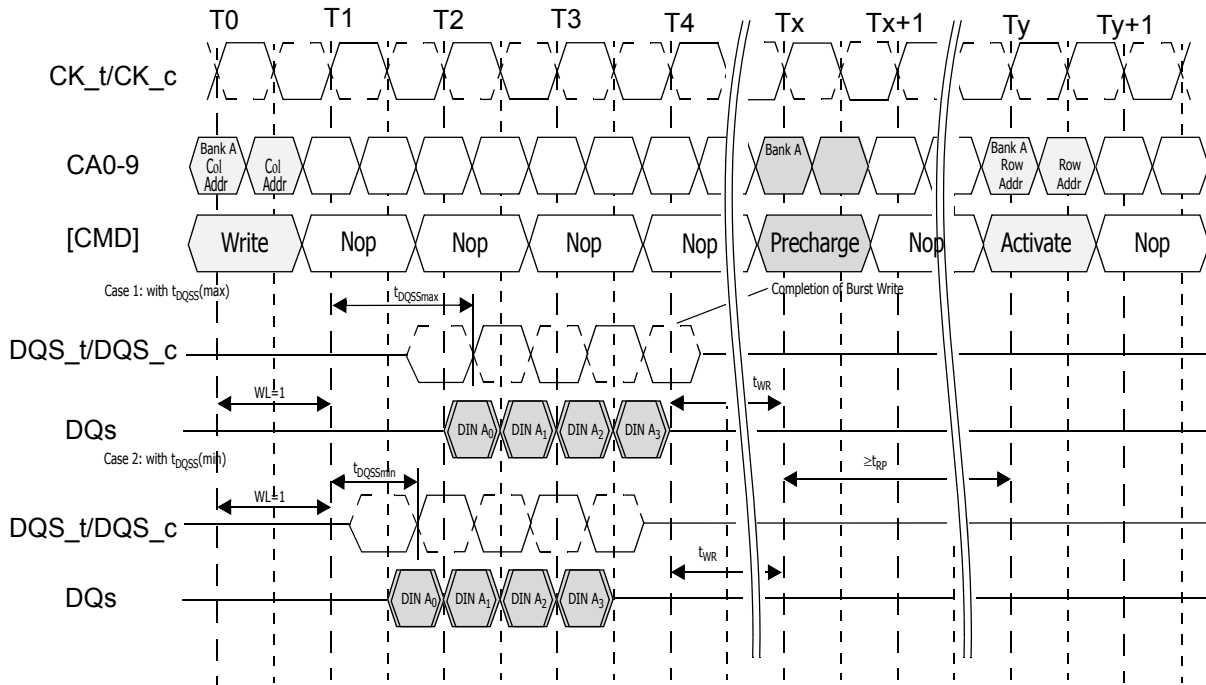 T0 T1 T2 T3 T4 Tx Tx+1 Ty Ty+1
CK_t/CK_c
CA0-9
Bank A
Col
Addr
Col
Addr
Bank A
Bank A
Row
Addr
Row
Addr
[CMD] Write Nop Nop Nop Nop Precharge Nop Activate Nop
Case 1: with tDQSS(max)
tDQSSmax
Completion of Burst Write
DQS_t/DQS_c
WL=1
tWR
DQs DIN A0 DIN A1 DIN A2 DIN A3
Case 2: with tDQSS(min)
tDQSSmin
≥tRP
WL=1
DQS_t/DQS_c
tWR
DQs DIN A0 DIN A1 DIN A2 DIN A3